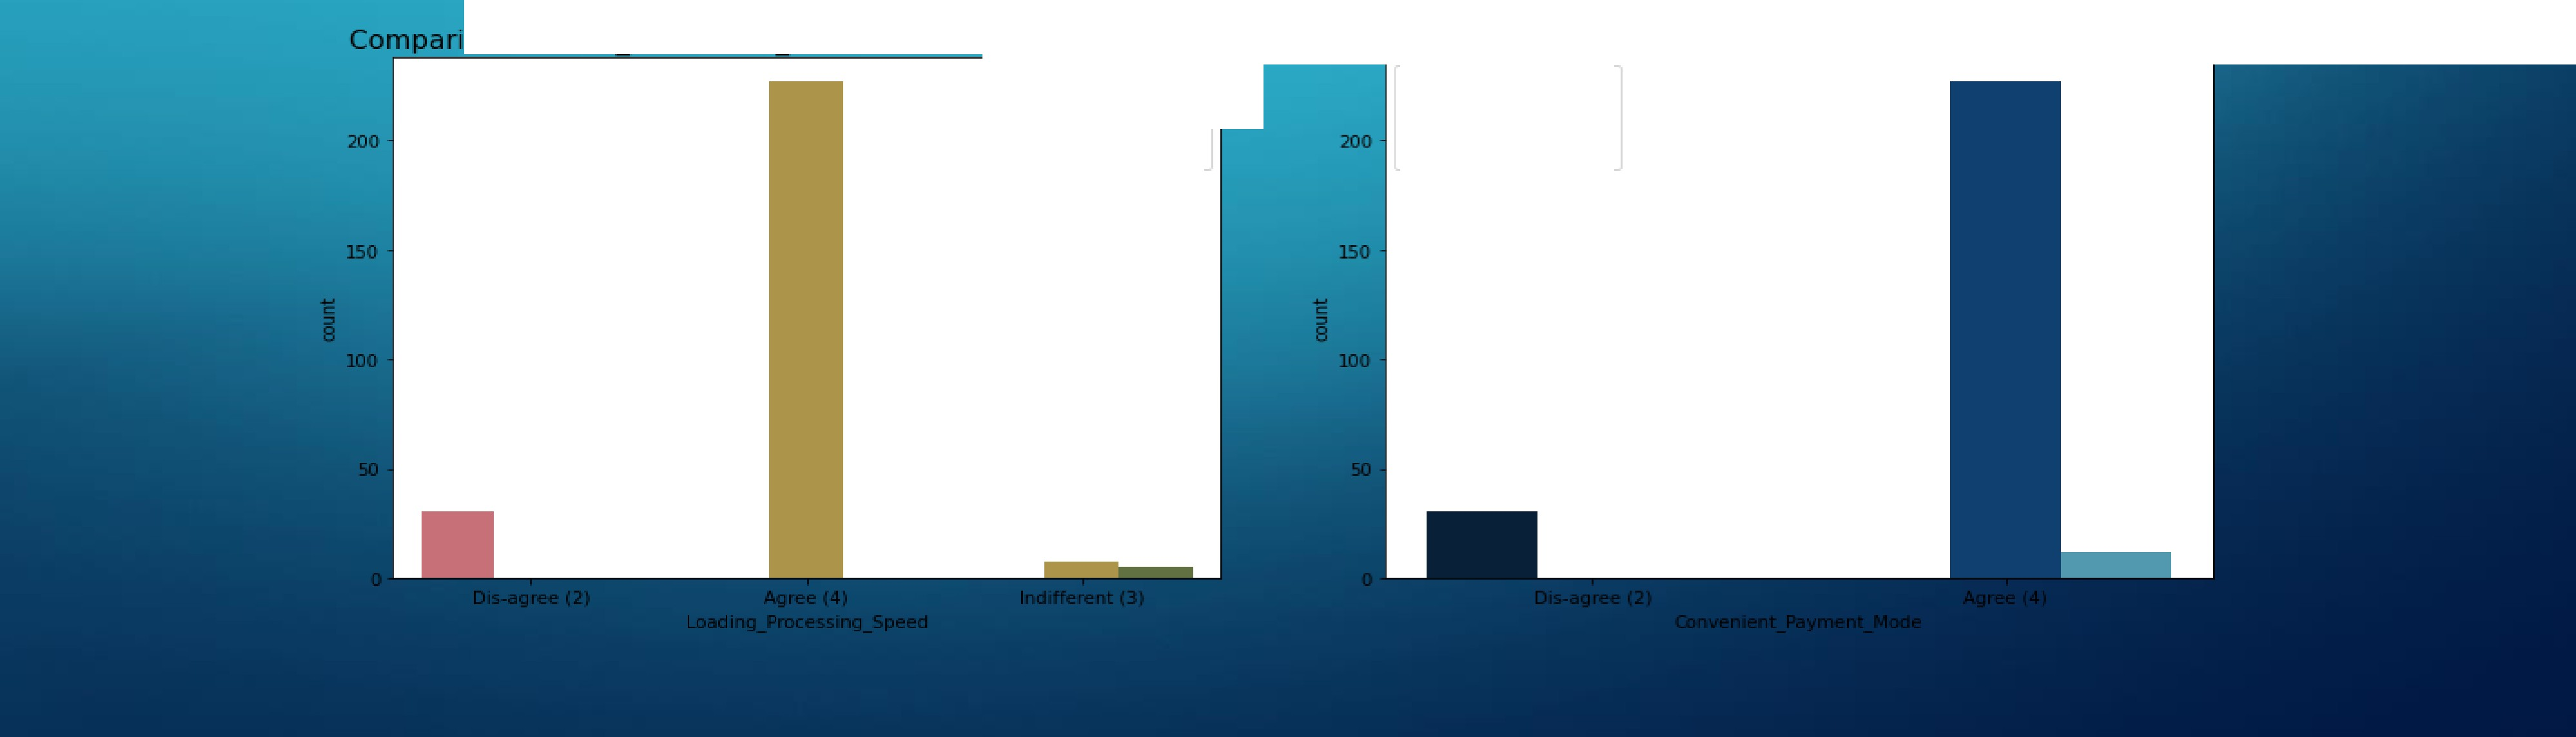 Compari
200
150
100
50
0
count
Dis-agree (2)
Agree (4)
Indifferent (3)
Loading_Processing_Speed
200
150
100
50
0
count
Dis-agree (2)
Agree (4)
Convenient_Payment_Mode